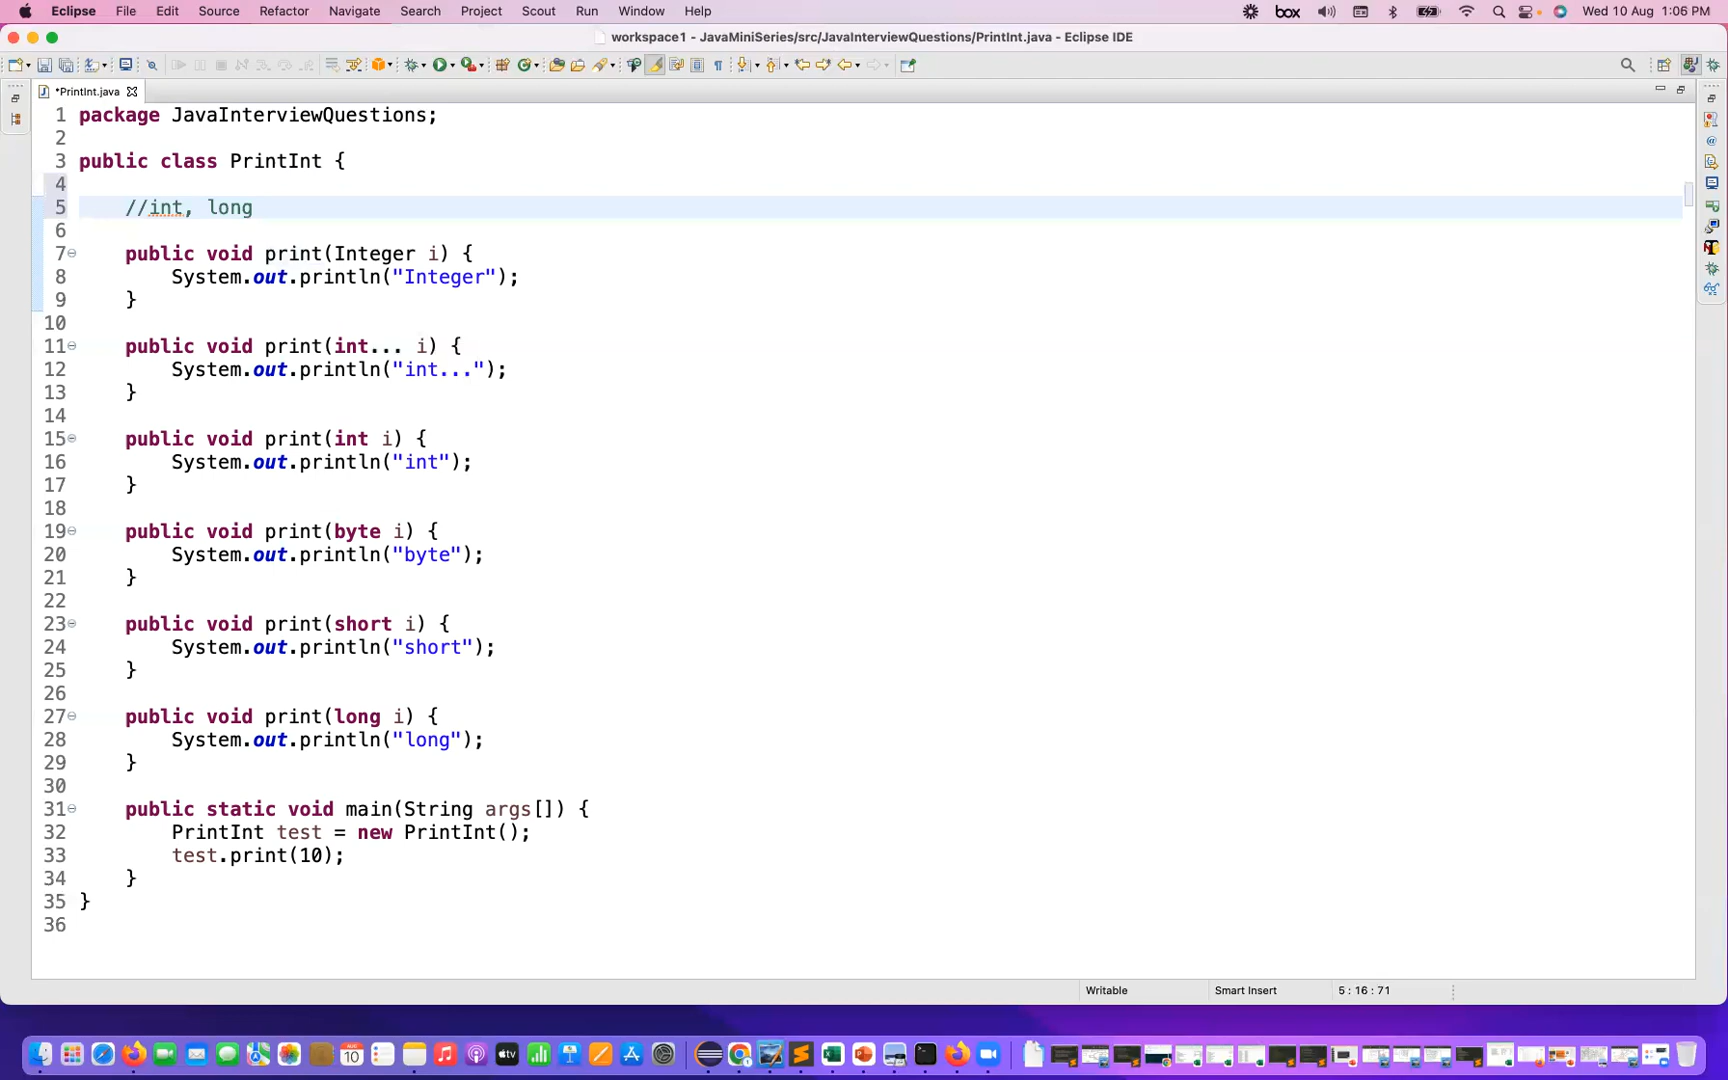 Eclipse File Edit Source Refactor Navigate Search Project Scout Run Window Help box Wed 10 Aug 1:06 PM
workspace1 - JavaMiniSeries/src/JavaInterviewQuestions/PrintInt.java - Eclipse IDE
*PrintInt.java
1 package JavaInterviewQuestions;
2
3 public class PrintInt {
4
5 //int, long
6
7 public void print(Integer i) {
8 System.out.println("Integer");
9 }
10
11 public void print(int... i) {
12 System.out.println("int...");
13 }
14
15 public void print(int i) {
16 System.out.println("int");
17 }
18
19 public void print(byte i) {
20 System.out.println("byte");
21 }
22
23 public void print(short i) {
24 System.out.println("short");
25 }
26
27 public void print(long i) {
28 System.out.println("long");
29 }
30
31 public static void main(String args[]) {
32 PrintInt test = new PrintInt();
33 test.print(10);
34 }
35 }
36
Writable Smart Insert 5 : 16 : 71